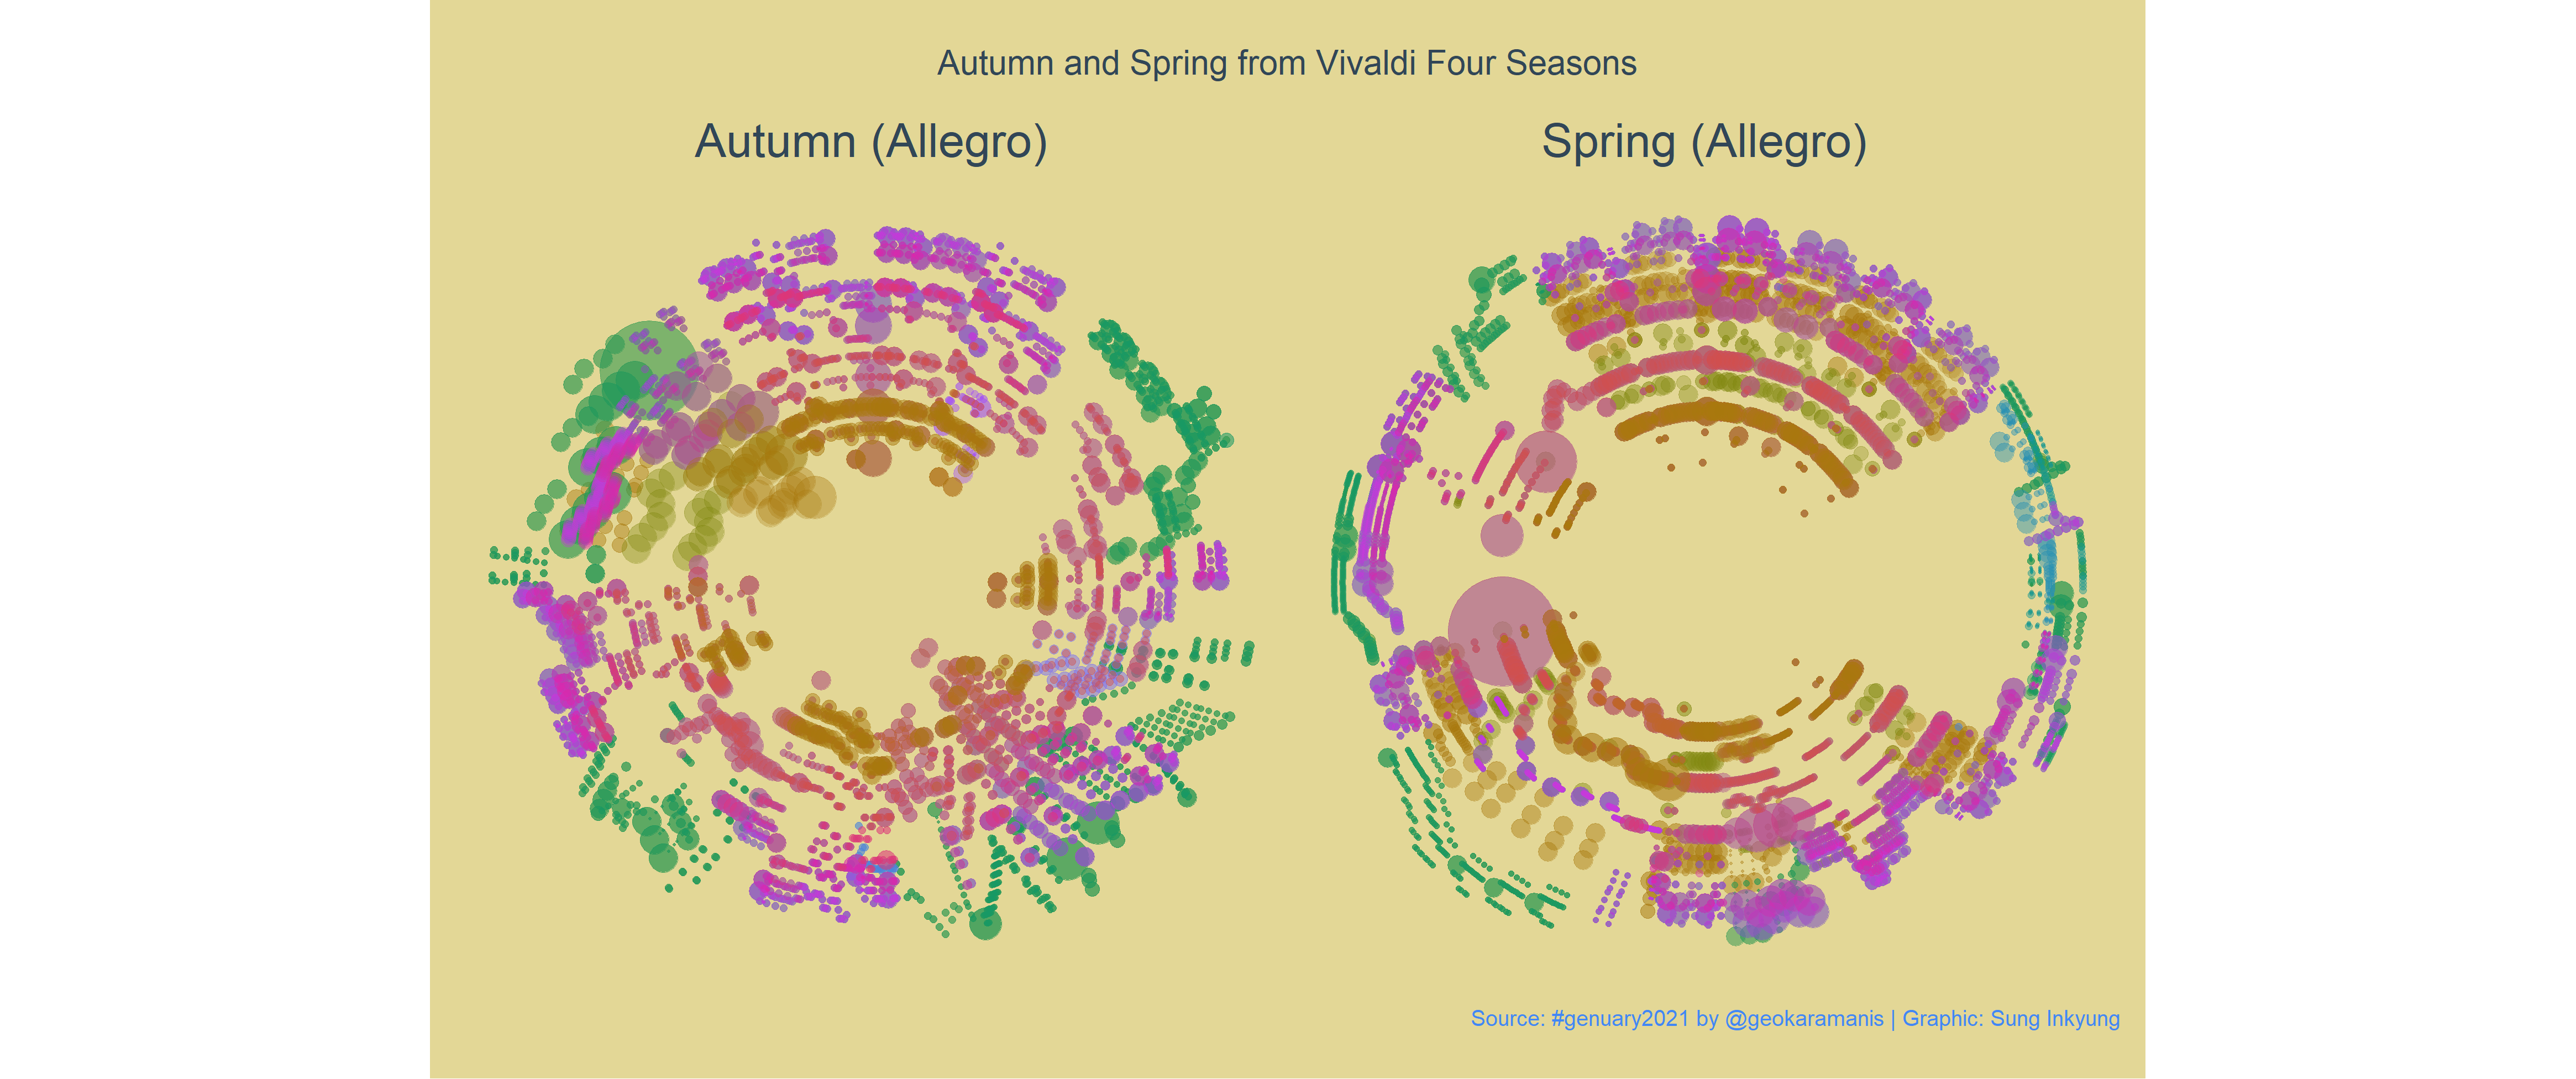 Autumn and Spring from Vivaldi Four Seasons
Autumn (Allegro)
Spring (Allegro)
Source: #genuary2021 by @geokaramanis | Graphic: Sung Inkyung